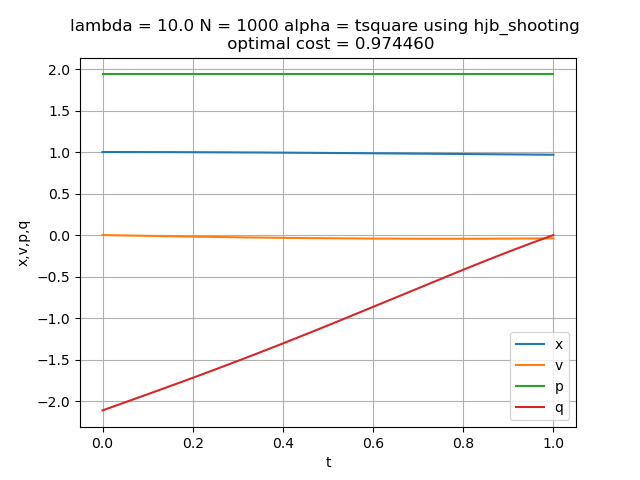 lambda = 10.0 N = 1000 alpha = tsquare using hjb_shooting
optimal cost = 0.974460
2.0
1.5
1.0
0.5
0.0
−0.5
−1.0
−1.5
−2.0
x,v,p,q
x
v
p
q
0.0 0.2 0.4 0.6 0.8 1.0
t